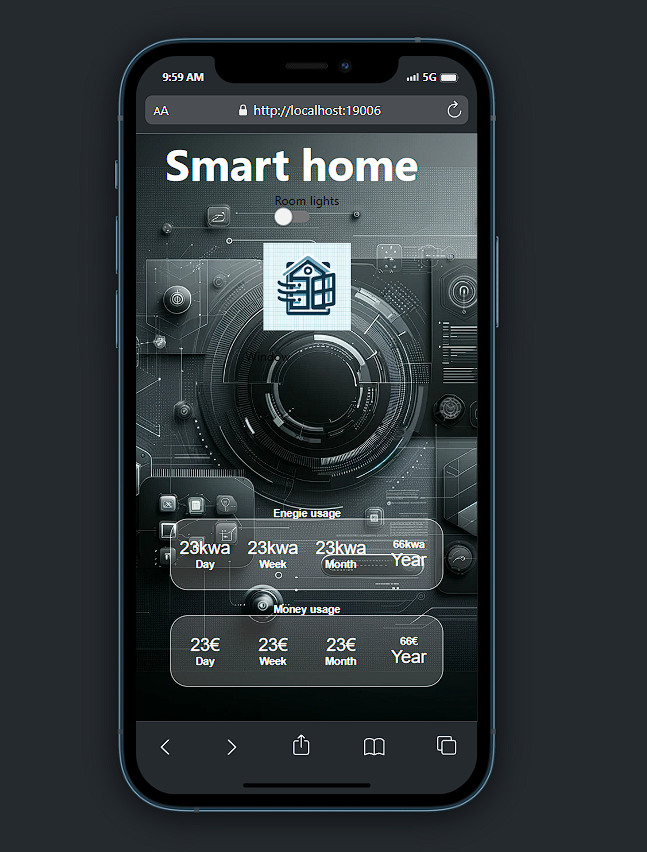 9:59 AM 5G
AA http://localhost:19006
Smart home
Room lights
Window
Enegie usage
23kwa 23kwa 23kwa 66kwa
Day Week Month Year
Money usage
23€ 23€ 23€ 66€
Day Week Month Year